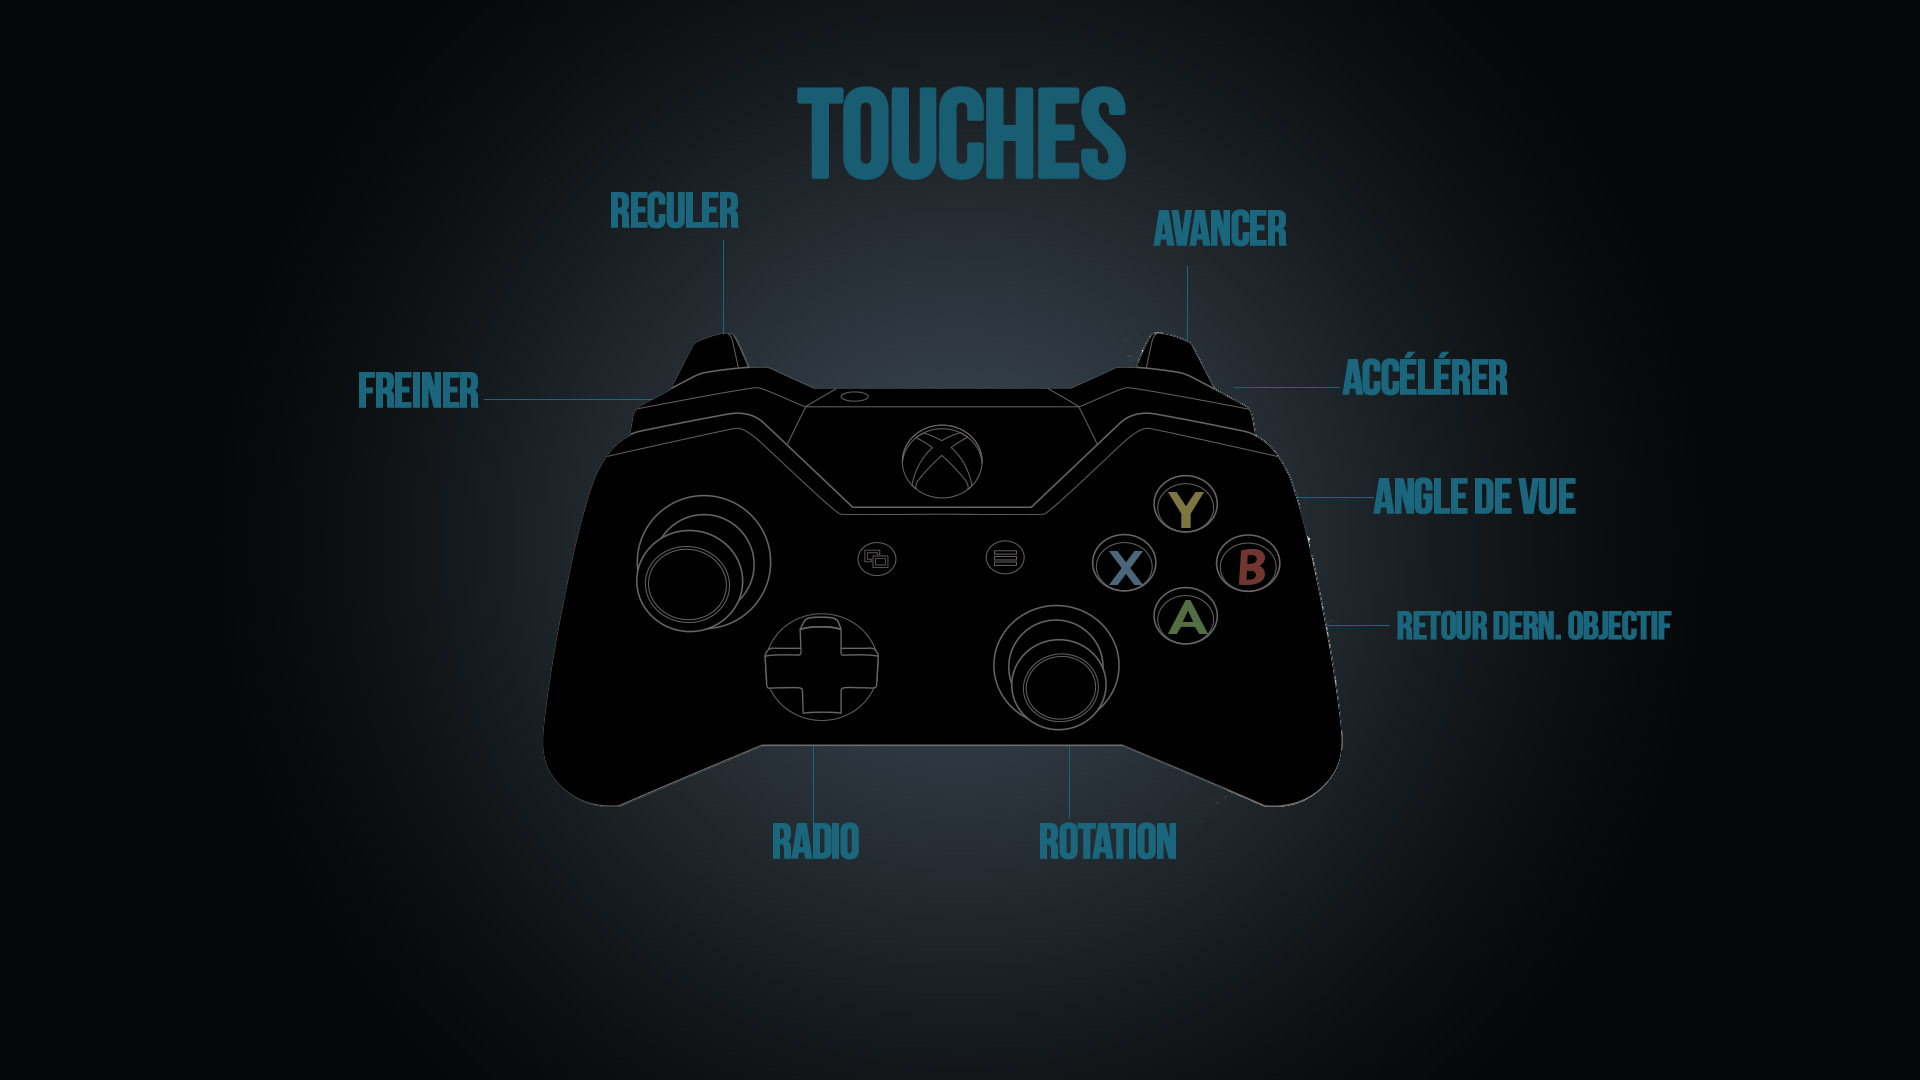 TOUCHES
RECULER
AVANCER
FREINER
ACCÉLÉRER
ANGLE DE VUE
Y
X
B
A
RETOUR DERN. OBJECTIF
RADIO
ROTATION